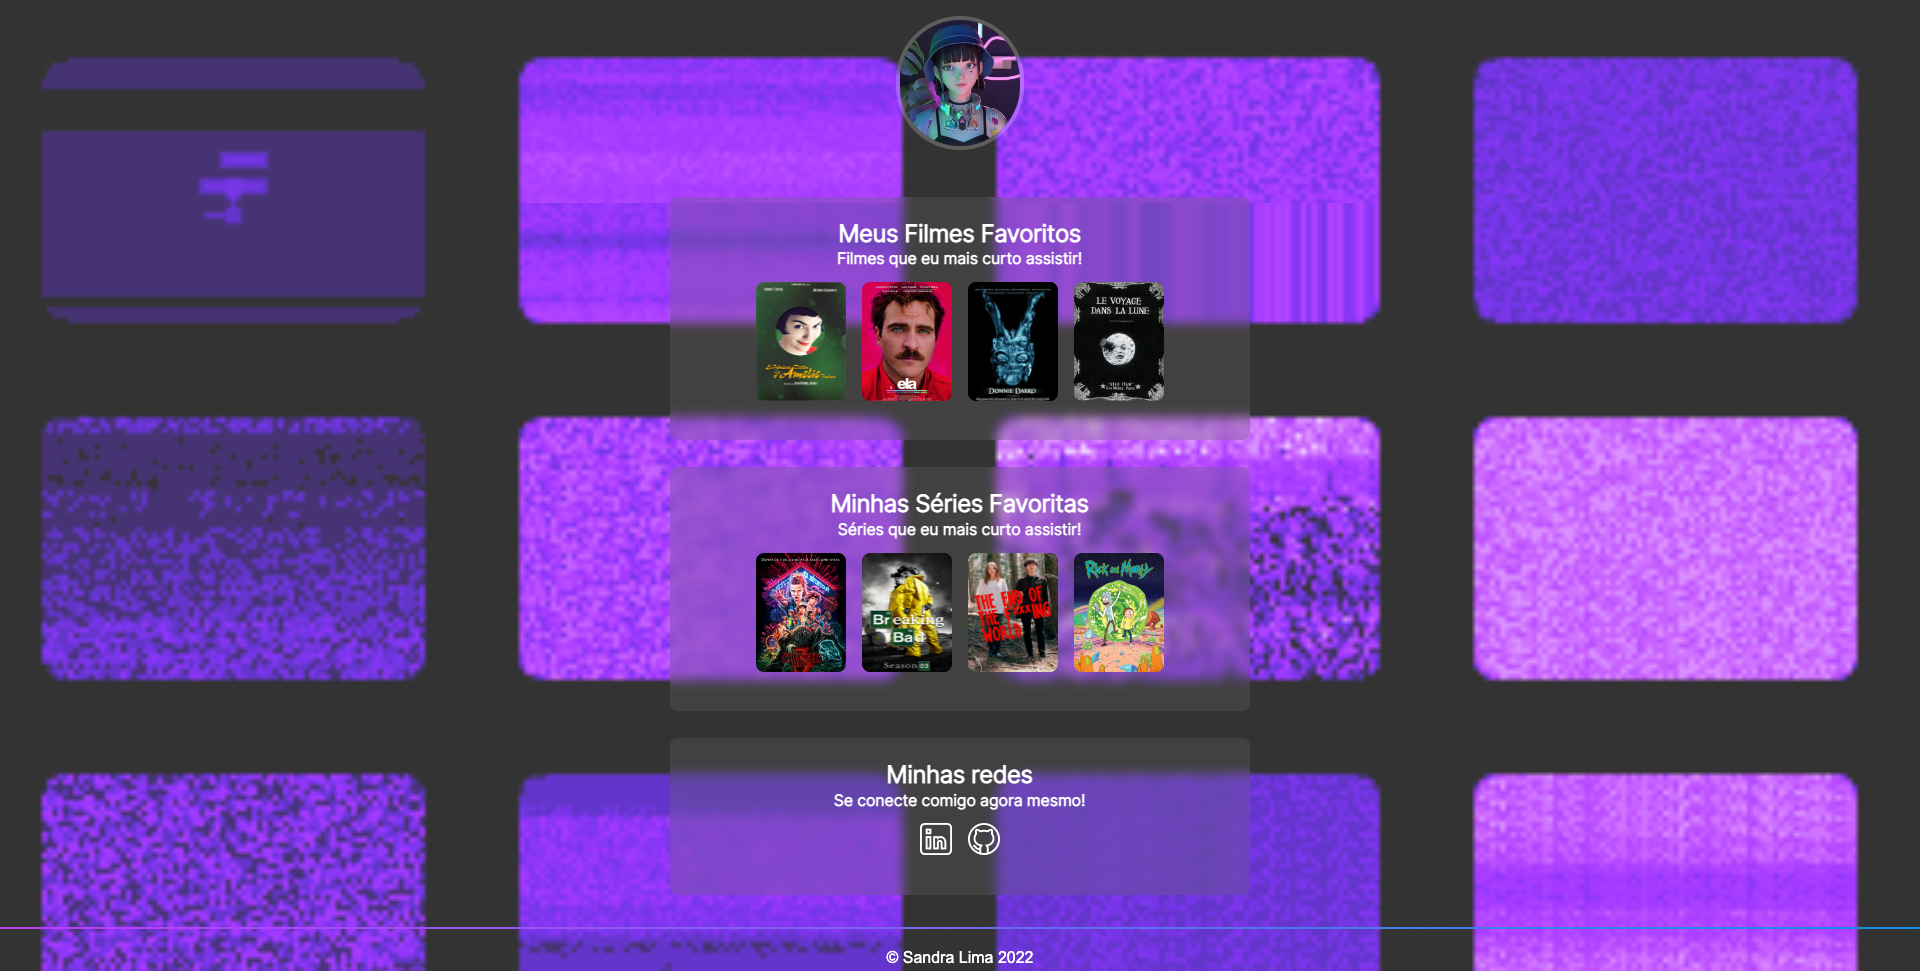 Meus Filmes Favoritos
Filmes que eu mais curto assistir!
d'Amélie
ela
DONNIE DARKO
LE VOYAGE
DANS LA LUNE
Minhas Séries Favoritas
Séries que eu mais curto assistir!
Breaking
Bad
Season 03
THE END OF
THE F***ING
WORLD
Rick and Morty
Minhas redes
Se conecte comigo agora mesmo!
in
© Sandra Lima 2022